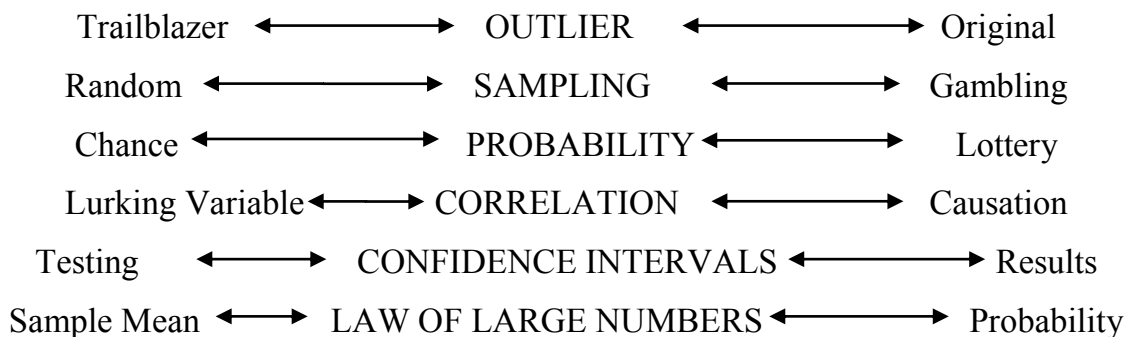 Trailblazer OUTLIER Original
Random SAMPLING Gambling
Chance PROBABILITY Lottery
Lurking Variable CORRELATION Causation
Testing CONFIDENCE INTERVALS Results
Sample Mean LAW OF LARGE NUMBERS Probability